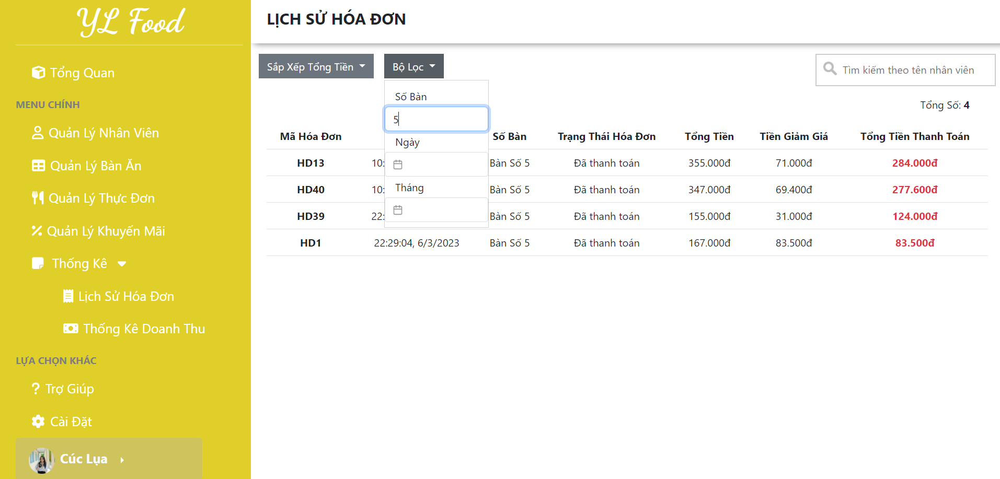 YL Food
Tổng Quan
MENU CHÍNH
Quản Lý Nhân Viên
Quản Lý Bàn Ăn
Quản Lý Thực Đơn
Quản Lý Khuyến Mãi
Thống Kê
Lịch Sử Hóa Đơn
Thống Kê Doanh Thu
LỰA CHỌN KHÁC
Trợ Giúp
Cài Đặt
Cúc Lụa
LỊCH SỬ HÓA ĐƠN
Sắp Xếp Tổng Tiền Bộ Lọc
Tìm kiếm theo tên nhân viên
Số Bàn
5
Ngày
Tháng
Tổng Số: 4
Mã Hóa Đơn Số Bàn Trạng Thái Hóa Đơn Tổng Tiền Tiền Giảm Giá Tổng Tiền Thanh Toán
HD13 10: Bàn Số 5 Đã thanh toán 355.000đ 71.000đ 284.000đ
HD40 10: Bàn Số 5 Đã thanh toán 347.000đ 69.400đ 277.600đ
HD39 22: Bàn Số 5 Đã thanh toán 155.000đ 31.000đ 124.000đ
HD1 22:29:04, 6/3/2023 Bàn Số 5 Đã thanh toán 167.000đ 83.500đ 83.500đ